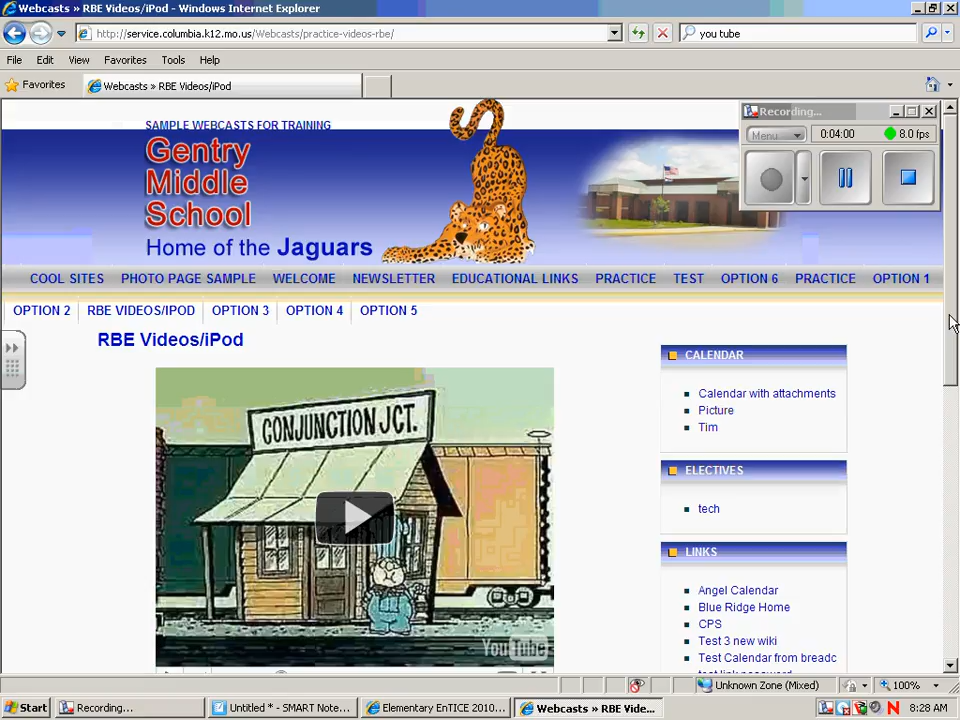 Webcasts » RBE Videos/iPod - Windows Internet Explorer
http://service.columbia.k12.mo.us/Webcasts/practice-videos-rbe/
you tube
File Edit View Favorites Tools Help
Favorites
Webcasts » RBE Videos/iPod
Recording...
Menu
0:04:00
8.0 fps
SAMPLE WEBCASTS FOR TRAINING
Gentry
Middle
School
Home of the Jaguars
COOL SITES PHOTO PAGE SAMPLE WELCOME NEWSLETTER EDUCATIONAL LINKS PRACTICE TEST OPTION 6 PRACTICE OPTION 1
OPTION 2 RBE VIDEOS/IPOD OPTION 3 OPTION 4 OPTION 5
RBE Videos/iPod
CONJUNCTION JCT.
YouTube
CALENDAR
Calendar with attachments
Picture
Tim
ELECTIVES
tech
LINKS
Angel Calendar
Blue Ridge Home
CPS
Test 3 new wiki
Test Calendar from breadc
Unknown Zone (Mixed)
100%
Start
Recording...
Untitled * - SMART Note...
Elementary EnTICE 2010...
Webcasts » RBE Vide...
8:28 AM